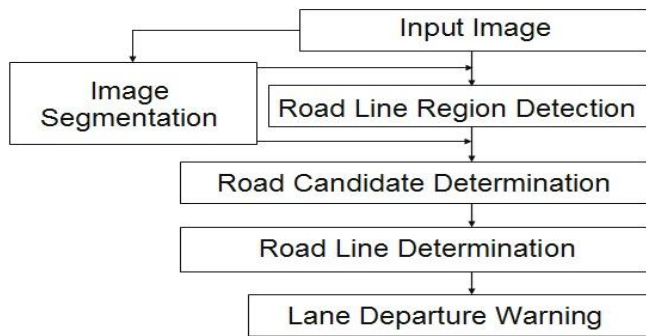 Input Image
Image
Segmentation
Road Line Region Detection
Road Candidate Determination
Road Line Determination
Lane Departure Warning